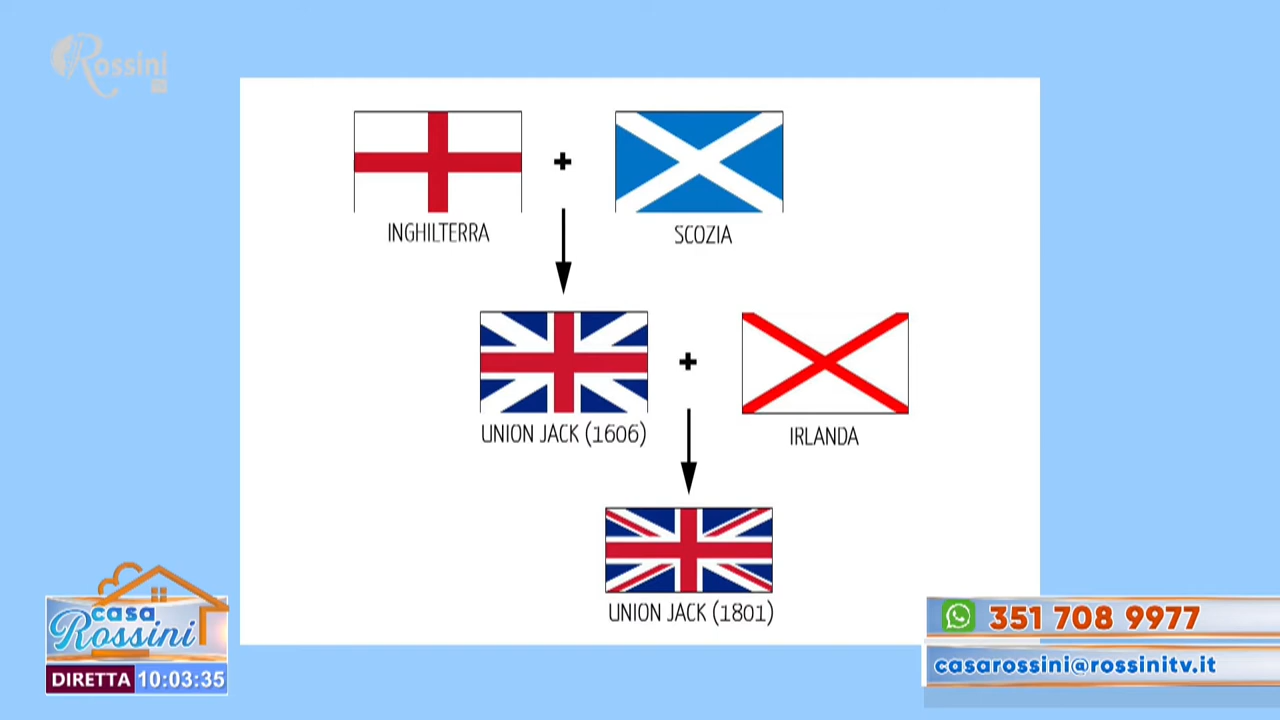 Rossini
INGHILTERRA
+
SCOZIA
UNION JACK (1606)
+
IRLANDA
UNION JACK (1801)
casa
Rossini
DIRETTA 10:03:35
351 708 9977
casarossini@rossinitv.it